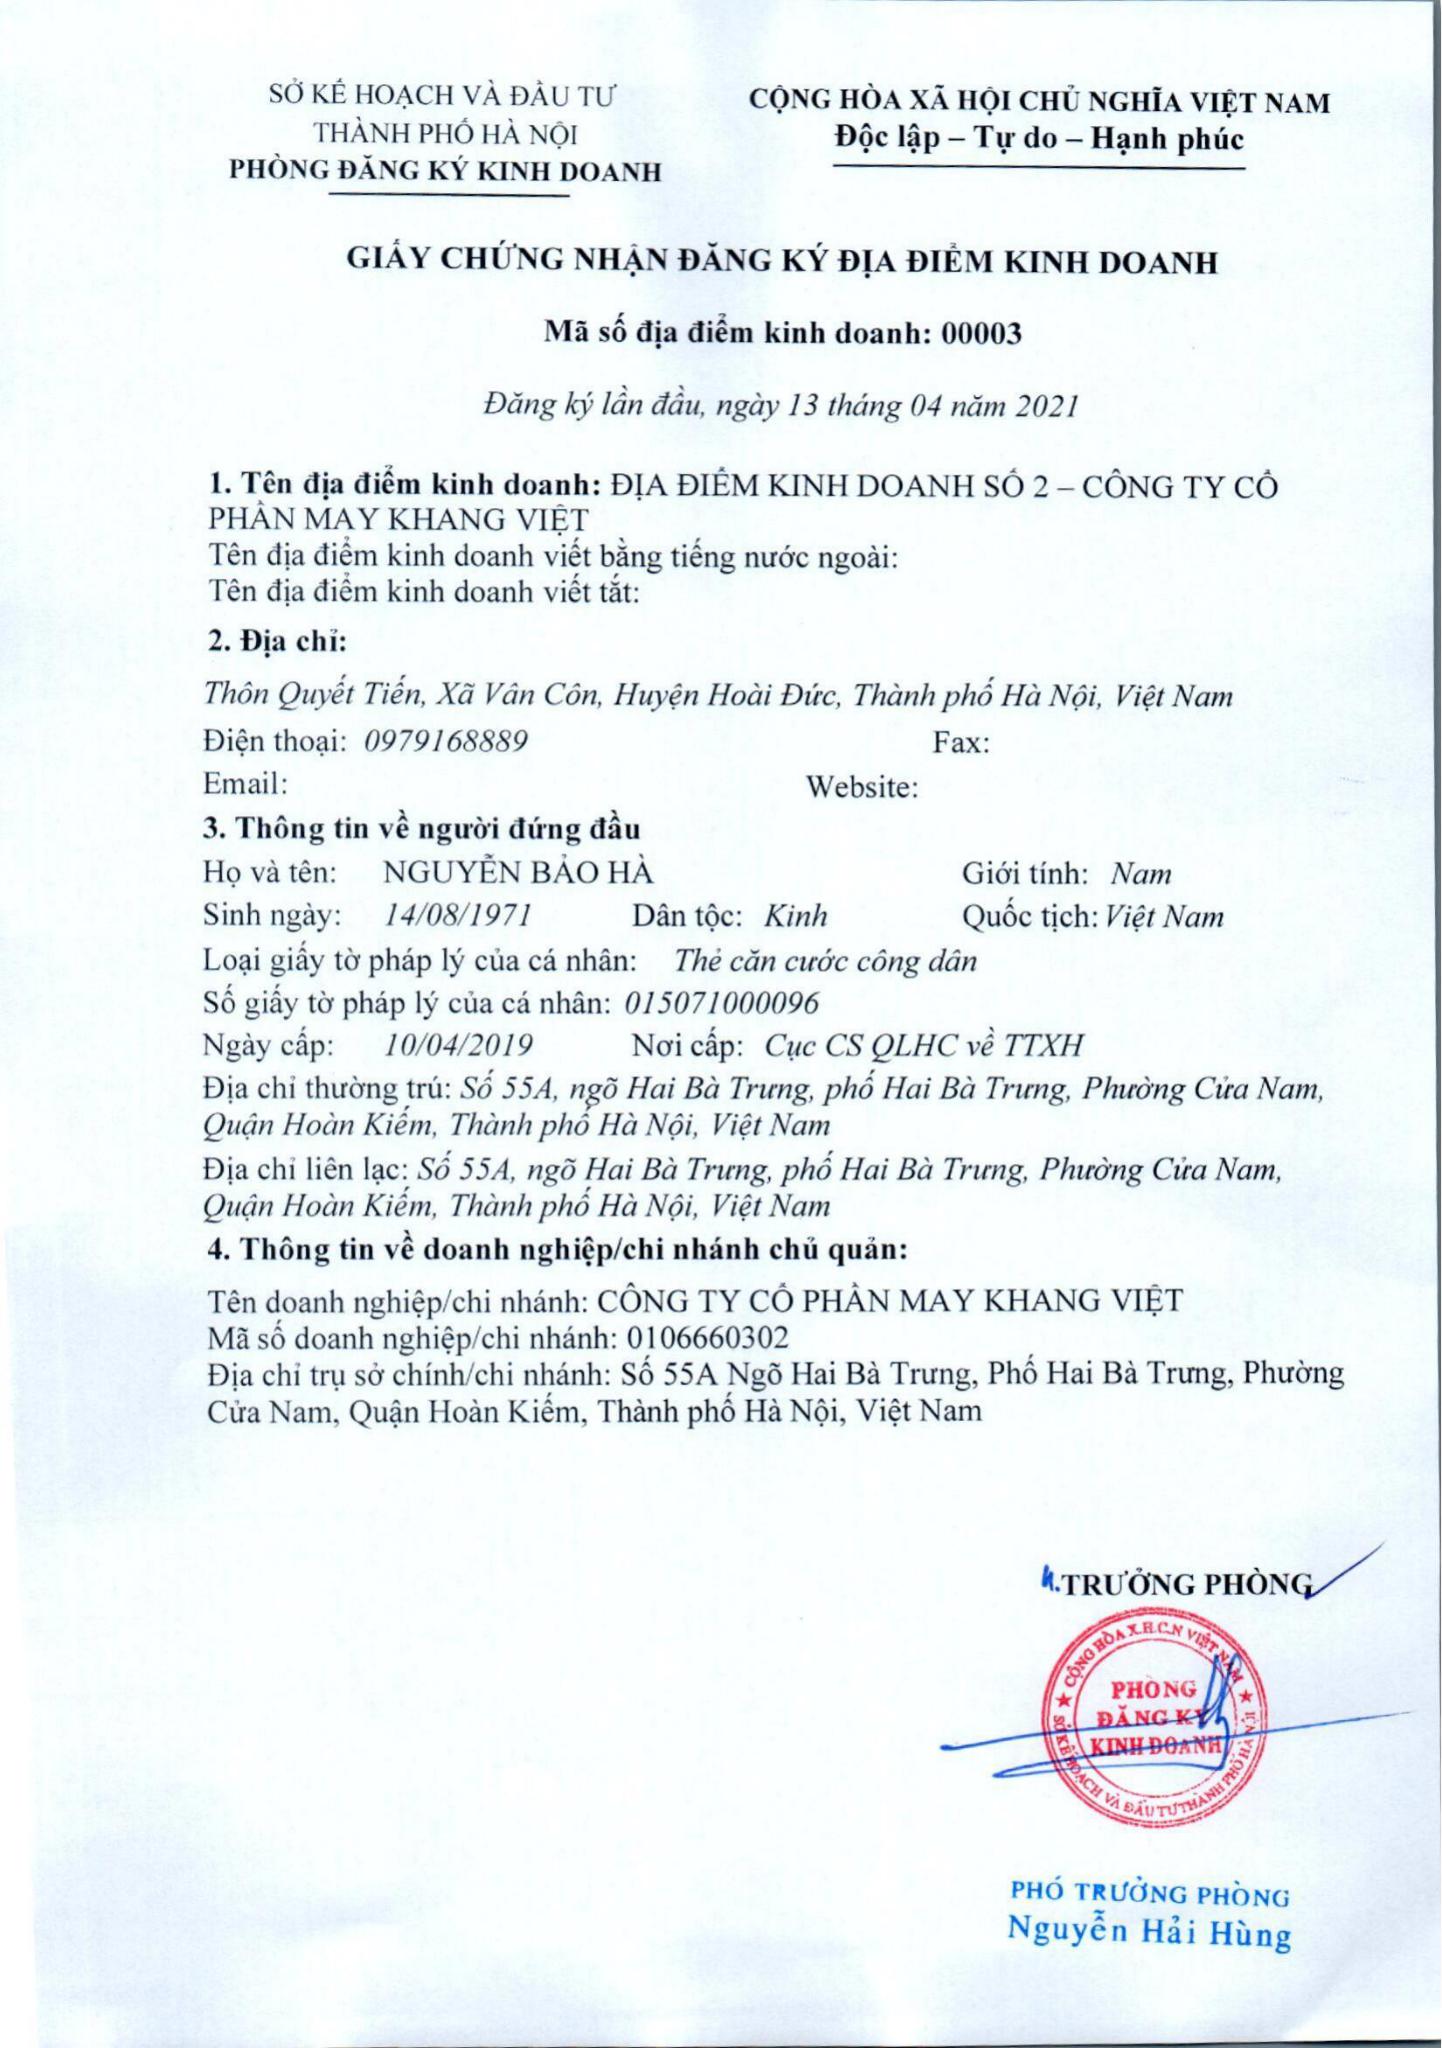 SỞ KẾ HOẠCH VÀ ĐẦU TƯ
THÀNH PHỐ HÀ NỘI
PHÒNG ĐĂNG KÝ KINH DOANH
CỘNG HÒA XÃ HỘI CHỦ NGHĨA VIỆT NAM
Độc lập – Tự do – Hạnh phúc
GIẤY CHỨNG NHẬN ĐĂNG KÝ ĐỊA ĐIỂM KINH DOANH
Mã số địa điểm kinh doanh: 00003
Đăng ký lần đầu, ngày 13 tháng 04 năm 2021
1. Tên địa điểm kinh doanh: ĐỊA ĐIỂM KINH DOANH SỐ 2 – CÔNG TY CỔ
PHẦN MAY KHANG VIỆT
Tên địa điểm kinh doanh viết bằng tiếng nước ngoài:
Tên địa điểm kinh doanh viết tắt:
2. Địa chỉ:
Thôn Quyết Tiến, Xã Vân Côn, Huyện Hoài Đức, Thành phố Hà Nội, Việt Nam
Điện thoại: 0979168889 Fax:
Email: Website:
3. Thông tin về người đứng đầu
Họ và tên: NGUYỄN BẢO HÀ Giới tính: Nam
Sinh ngày: 14/08/1971 Dân tộc: Kinh Quốc tịch: Việt Nam
Loại giấy tờ pháp lý của cá nhân: Thẻ căn cước công dân
Số giấy tờ pháp lý của cá nhân: 015071000096
Ngày cấp: 10/04/2019 Nơi cấp: Cục CS QLHC về TTXH
Địa chỉ thường trú: Số 55A, ngõ Hai Bà Trưng, phố Hai Bà Trưng, Phường Cửa Nam,
Quận Hoàn Kiếm, Thành phố Hà Nội, Việt Nam
Địa chỉ liên lạc: Số 55A, ngõ Hai Bà Trưng, phố Hai Bà Trưng, Phường Cửa Nam,
Quận Hoàn Kiếm, Thành phố Hà Nội, Việt Nam
4. Thông tin về doanh nghiệp/chi nhánh chủ quản:
Tên doanh nghiệp/chi nhánh: CÔNG TY CỔ PHẦN MAY KHANG VIỆT
Mã số doanh nghiệp/chi nhánh: 0106660302
Địa chỉ trụ sở chính/chi nhánh: Số 55A Ngõ Hai Bà Trưng, Phố Hai Bà Trưng, Phường
Cửa Nam, Quận Hoàn Kiếm, Thành phố Hà Nội, Việt Nam
TRƯỞNG PHÒNG
CỘNG HÒA X.H.C.N VIỆT NAM
PHÒNG
ĐĂNG KÝ
KINH DOANH
SỞ KẾ HOẠCH VÀ ĐẦU TƯ THÀNH PHỐ HÀ NỘI
PHÓ TRƯỞNG PHÒNG
Nguyễn Hải Hùng